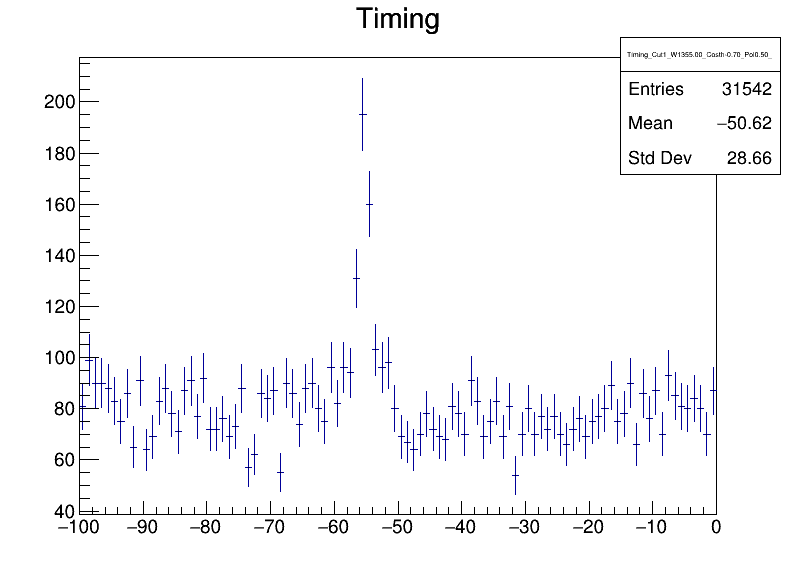 Timing
Timing_Cut1_W1355.00_Costh-0.70_Pol0.50_
Entries 31542
Mean −50.62
Std Dev 28.66
200
180
160
140
120
100
80
60
40
−100 −90 −80 −70 −60 −50 −40 −30 −20 −10 0